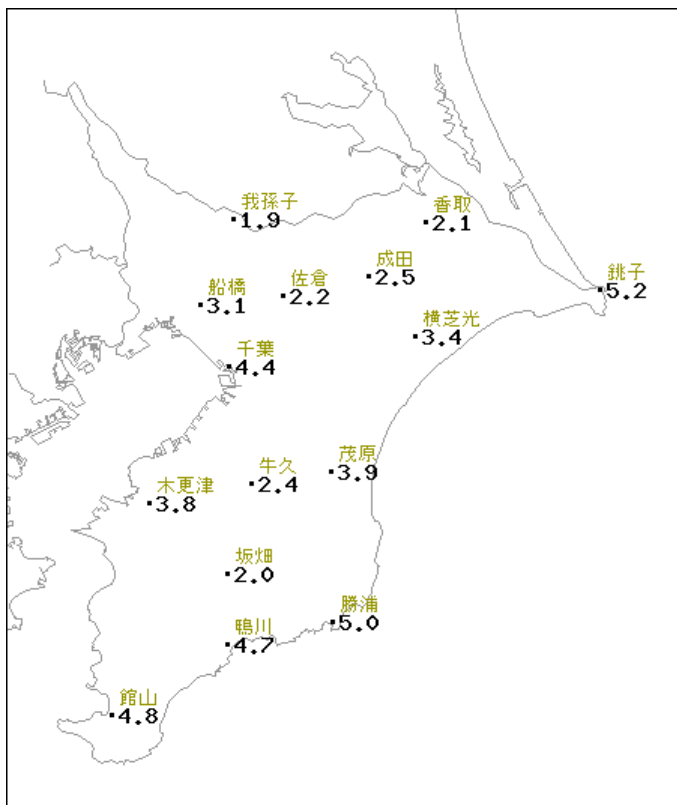 我孫子
1.9
香取
2.1
成田
2.5
佐倉
2.2
船橋
3.1
銚子
5.2
横芝光
3.4
千葉
4.4
茂原
3.9
牛久
2.4
木更津
3.8
坂畑
2.0
勝浦
5.0
鴨川
4.7
館山
4.8